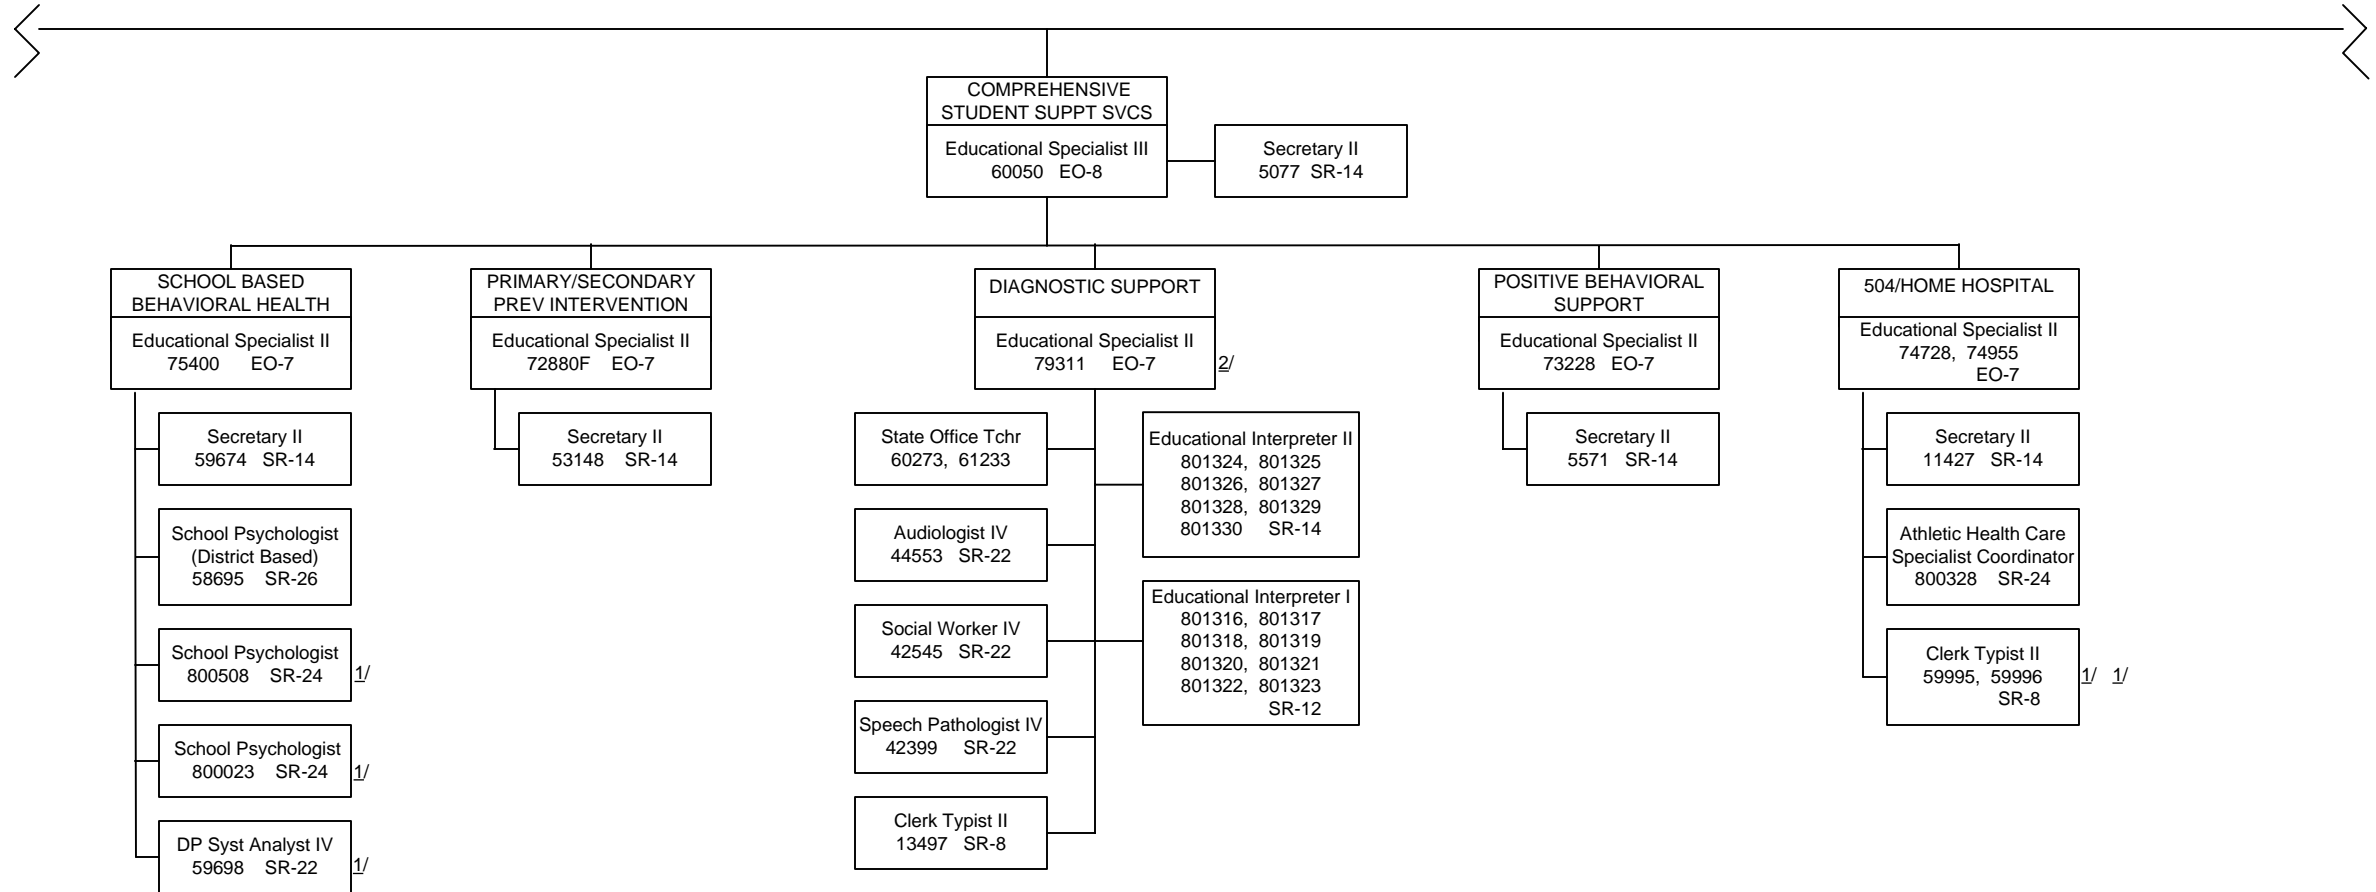 COMPREHENSIVE
STUDENT SUPPT SVCS
Educational Specialist III
60050 EO-8
Secretary II
5077 SR-14
SCHOOL BASED
BEHAVIORAL HEALTH
Educational Specialist II
75400 EO-7
Secretary II
59674 SR-14
School Psychologist
(District Based)
58695 SR-26
School Psychologist
800508 SR-24
1/
School Psychologist
800023 SR-24
1/
DP Syst Analyst IV
59698 SR-22
1/
PRIMARY/SECONDARY
PREV INTERVENTION
Educational Specialist II
72880F EO-7
Secretary II
53148 SR-14
DIAGNOSTIC SUPPORT
Educational Specialist II
79311 EO-7
2/
State Office Tchr
60273, 61233
Audiologist IV
44553 SR-22
Social Worker IV
42545 SR-22
Speech Pathologist IV
42399 SR-22
Clerk Typist II
13497 SR-8
Educational Interpreter II
801324, 801325
801326, 801327
801328, 801329
801330 SR-14
Educational Interpreter I
801316, 801317
801318, 801319
801320, 801321
801322, 801323
SR-12
POSITIVE BEHAVIORAL
SUPPORT
Educational Specialist II
73228 EO-7
Secretary II
5571 SR-14
504/HOME HOSPITAL
Educational Specialist II
74728, 74955
EO-7
Secretary II
11427 SR-14
Athletic Health Care
Specialist Coordinator
800328 SR-24
Clerk Typist II
59995, 59996
SR-8
1/ 1/